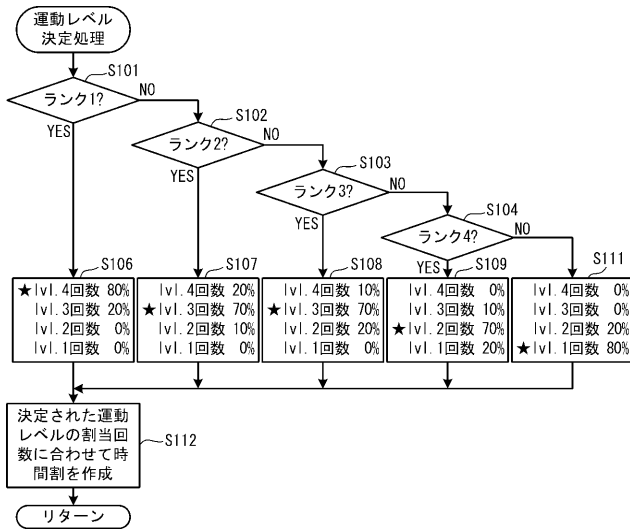 運動レベル
決定処理
S101
ランク1?
NO
YES
S102
ランク2?
NO
YES
S103
ランク3?
NO
YES
S104
ランク4?
NO
YES
S106
★lvl.4回数 80%
lvl.3回数 20%
lvl.2回数 0%
lvl.1回数 0%
S107
lvl.4回数 20%
★lvl.3回数 70%
lvl.2回数 10%
lvl.1回数 0%
S108
lvl.4回数 10%
★lvl.3回数 70%
lvl.2回数 20%
lvl.1回数 0%
S109
lvl.4回数 0%
lvl.3回数 10%
★lvl.2回数 70%
lvl.1回数 20%
S111
lvl.4回数 0%
lvl.3回数 0%
lvl.2回数 20%
★lvl.1回数 80%
決定された運動
レベルの割当回
数に合わせて時
間割を作成
S112
リターン